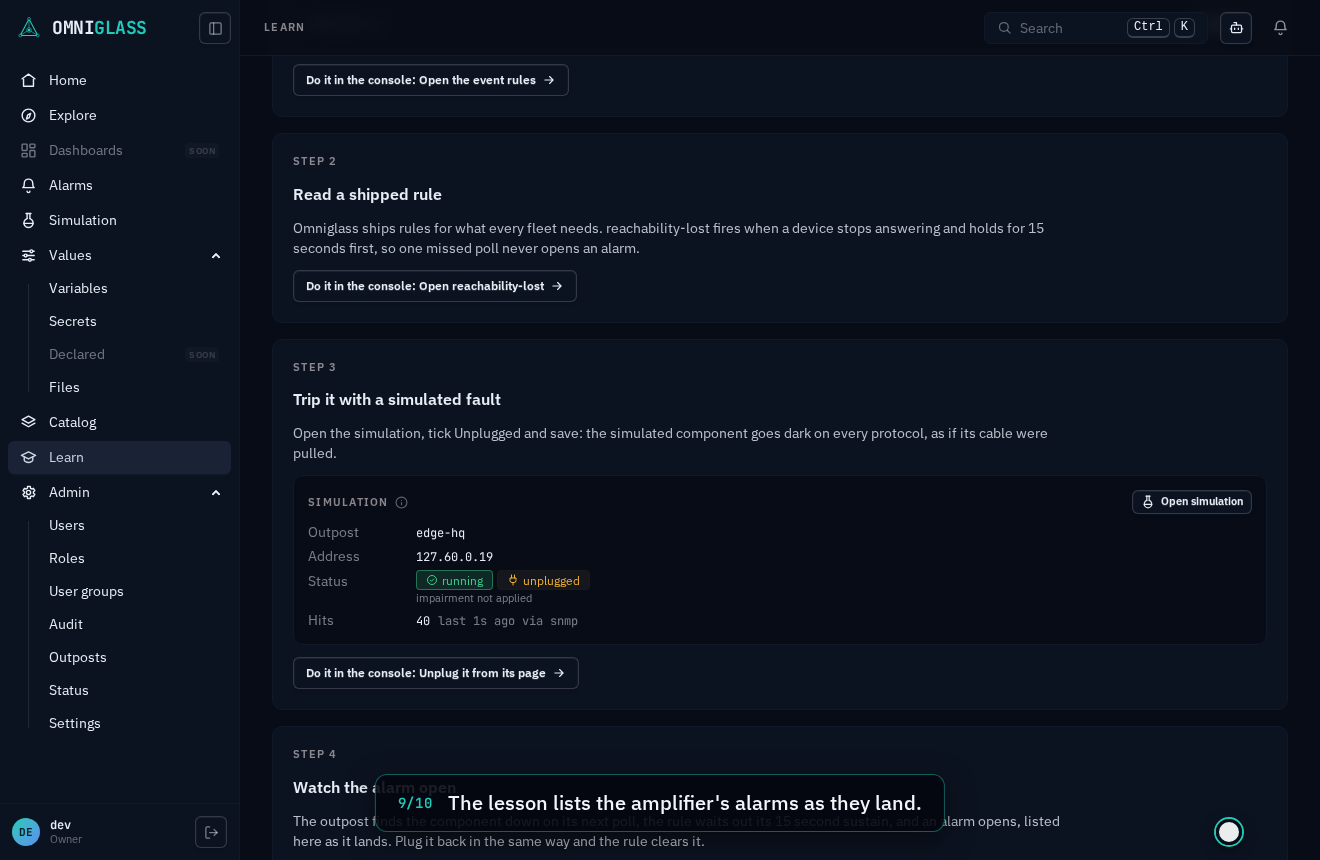 OMNIGLASS
LEARN
Search
Ctrl K
Home
Explore
Dashboards SOON
Alarms
Simulation
Values
Variables
Secrets
Declared SOON
Files
Catalog
Learn
Admin
Users
Roles
User groups
Audit
Outposts
Status
Settings
DE
dev
Owner
Do it in the console: Open the event rules →
STEP 2
Read a shipped rule
Omniglass ships rules for what every fleet needs. reachability-lost fires when a device stops answering and holds for 15
seconds first, so one missed poll never opens an alarm.
Do it in the console: Open reachability-lost →
STEP 3
Trip it with a simulated fault
Open the simulation, tick Unplugged and save: the simulated component goes dark on every protocol, as if its cable were
pulled.
SIMULATION
Open simulation
Outpost edge-hq
Address 127.60.0.19
Status running unplugged
impairment not applied
Hits 40 last 1s ago via snmp
Do it in the console: Unplug it from its page →
STEP 4
Watch the alarm open
9/10 The lesson lists the amplifier's alarms as they land.
The outpost finds the component down on its next poll, the rule waits out its 15 second sustain, and an alarm opens, listed
here as it lands. Plug it back in the same way and the rule clears it.